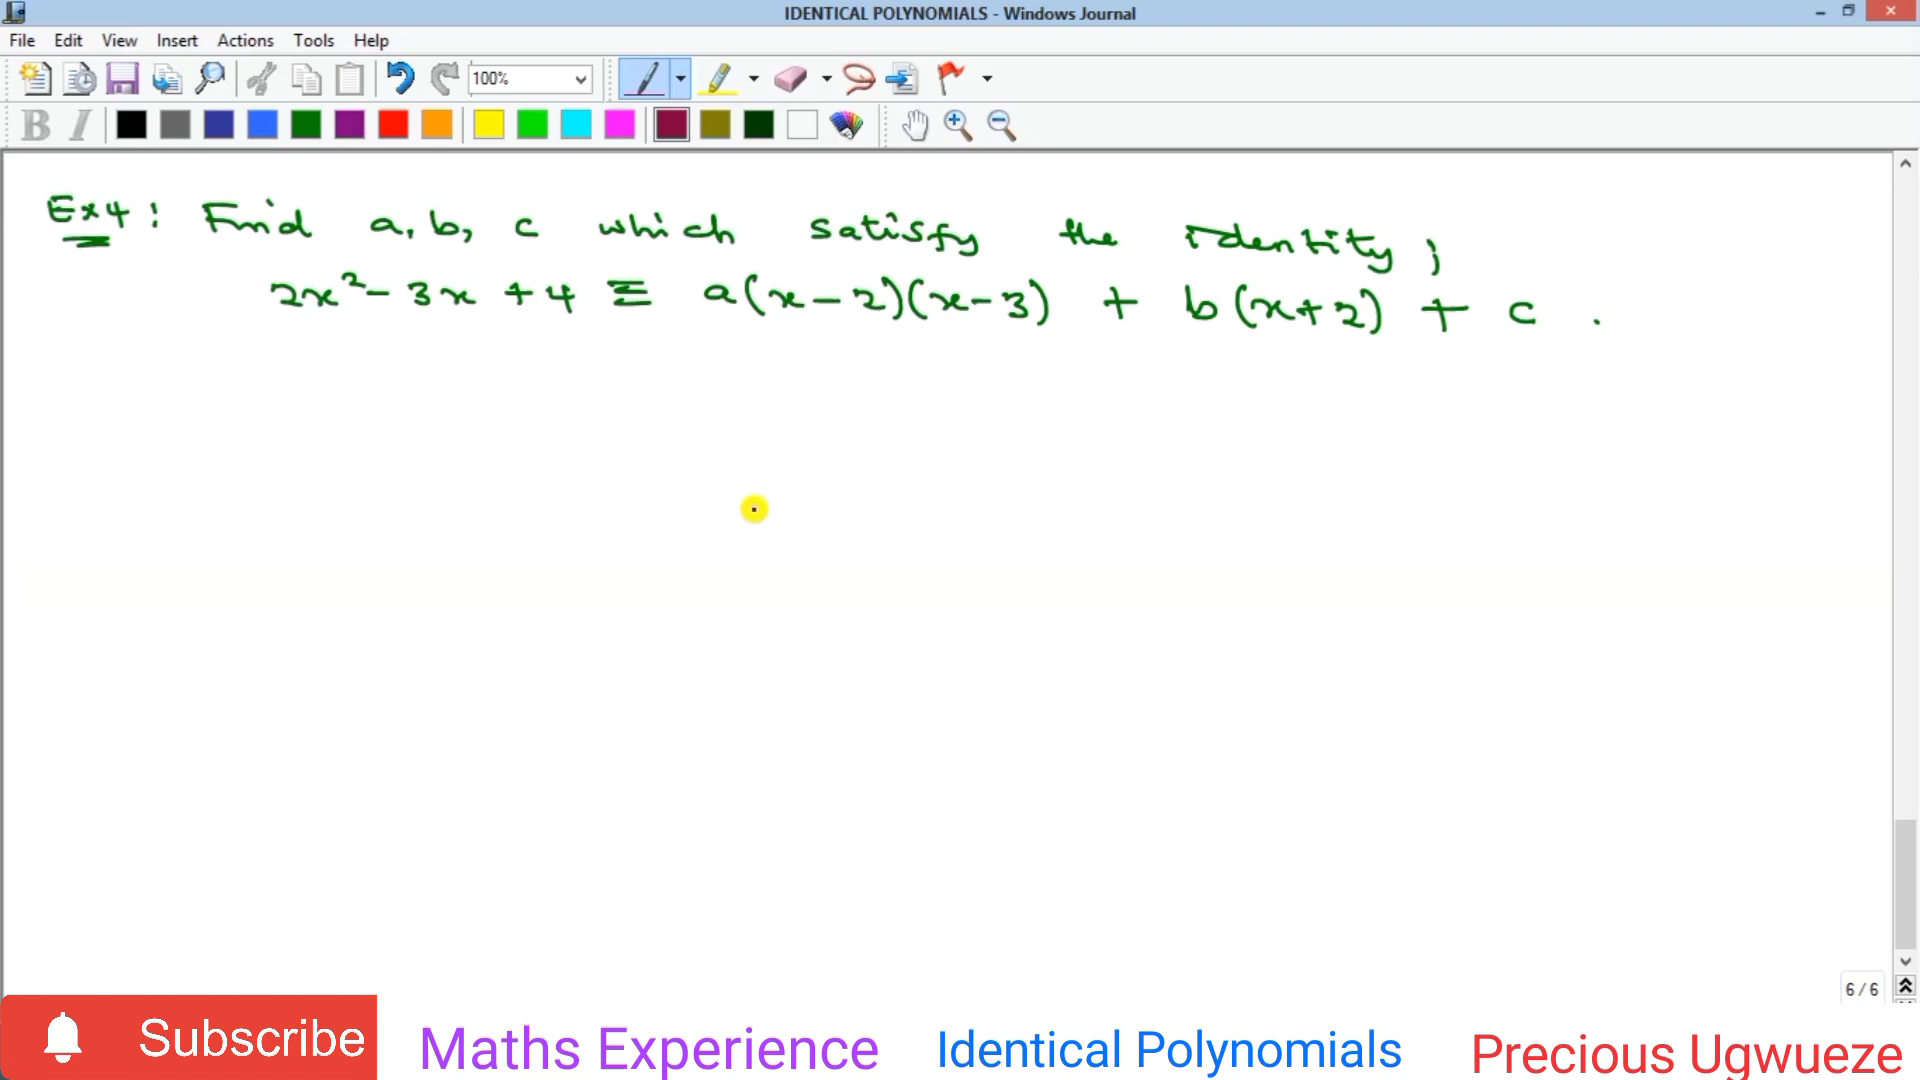 IDENTICAL POLYNOMIALS - Windows Journal
File Edit View Insert Actions Tools Help
100%
B I
Ex4: Find a, b, c which satisfy the identity;
2x² - 3x + 4 ≡ a(x - 2)(x - 3) + b(x + 2) + c .
6 / 6
Subscribe Maths Experience Identical Polynomials Precious Ugwueze